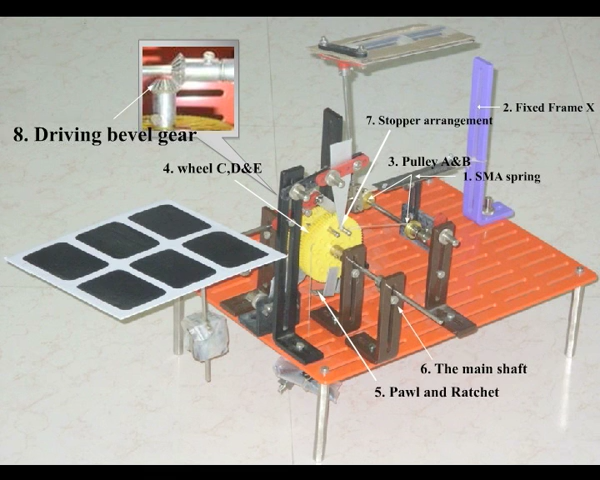 8. Driving bevel gear
7. Stopper arrangement
2. Fixed Frame X
4. wheel C,D&E
3. Pulley A&B
1. SMA spring
6. The main shaft
5. Pawl and Ratchet